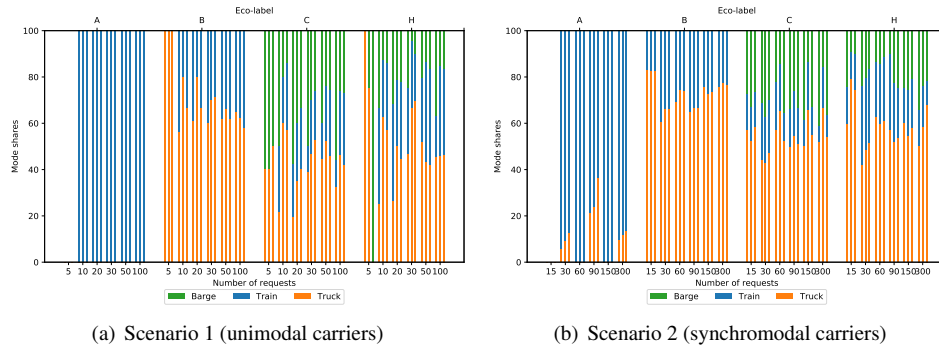 Eco-label
A B C H
100
80
60
40
20
0
Mode shares
5 10 20 30 50 100 5 10 20 30 50 100 5 10 20 30 50 100 5 10 20 30 50 100
Number of requests
Barge Train Truck
(a) Scenario 1 (unimodal carriers)
Eco-label
A B C H
100
80
60
40
20
0
Mode shares
15 30 60 90 150 300 15 30 60 90 150 300 15 30 60 90 150 300 15 30 60 90 150 300
Number of requests
Barge Train Truck
(b) Scenario 2 (synchromodal carriers)